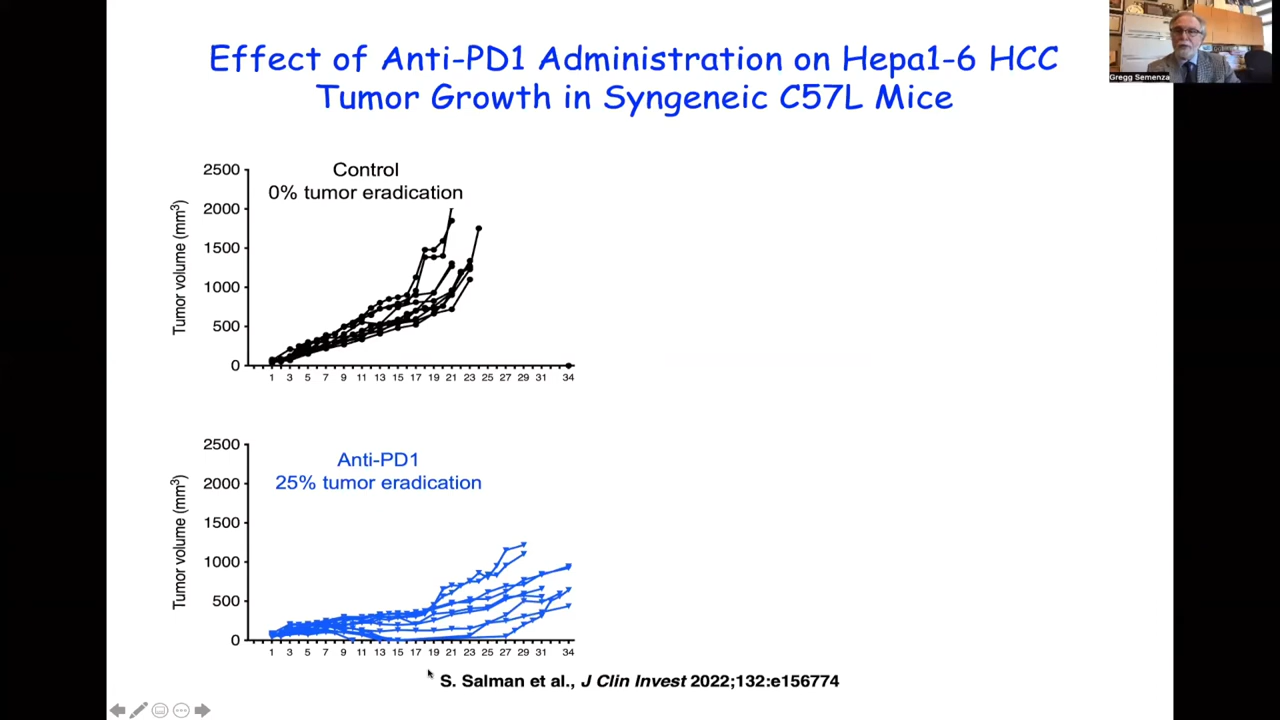 Effect of Anti-PD1 Administration on Hepa1-6 HCC
Tumor Growth in Syngeneic C57L Mice
Gregg Semenza
Control
0% tumor eradication
Tumor volume (mm3)
2500
2000
1500
1000
500
0
1 3 5 7 9 11 13 15 17 19 21 23 25 27 29 31 34
Anti-PD1
25% tumor eradication
Tumor volume (mm3)
2500
2000
1500
1000
500
0
1 3 5 7 9 11 13 15 17 19 21 23 25 27 29 31 34
S. Salman et al., J Clin Invest 2022;132:e156774